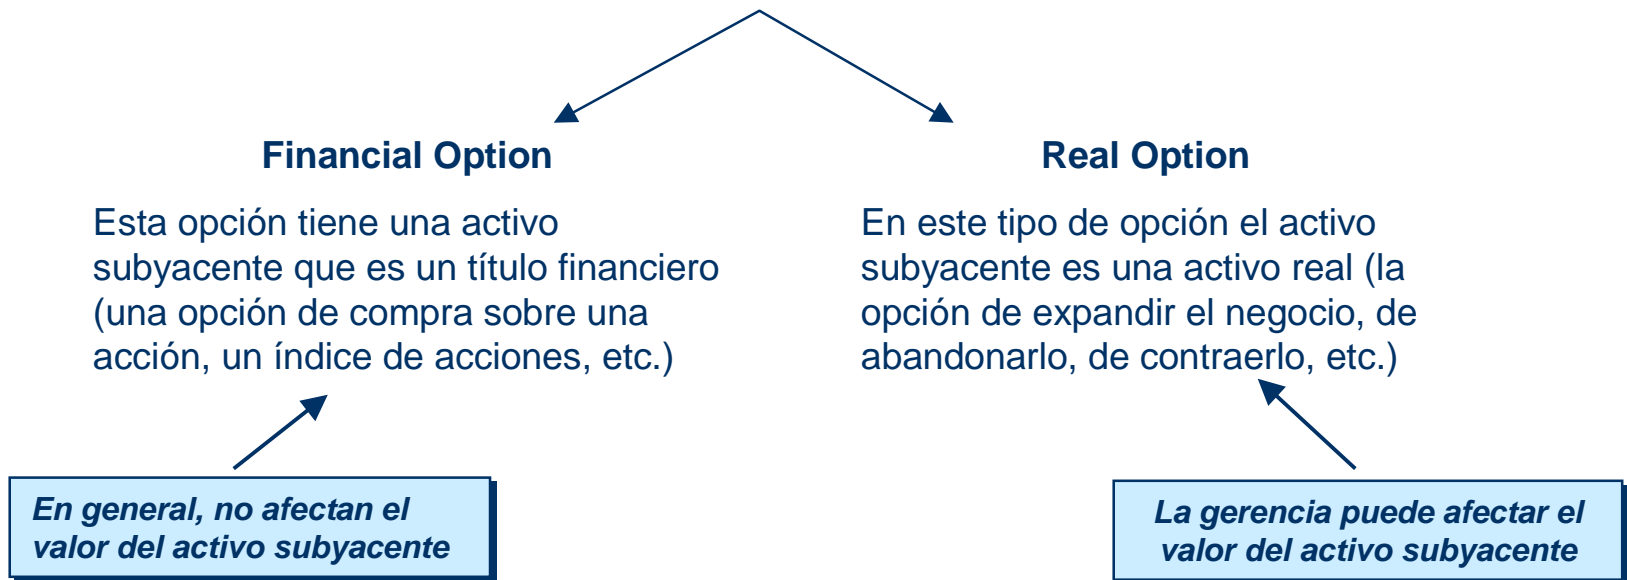 Financial Option
Esta opción tiene una activo
subyacente que es un título financiero
(una opción de compra sobre una
acción, un índice de acciones, etc.)
En general, no afectan el
valor del activo subyacente
Real Option
En este tipo de opción el activo
subyacente es una activo real (la
opción de expandir el negocio, de
abandonarlo, de contraerlo, etc.)
La gerencia puede afectar el
valor del activo subyacente